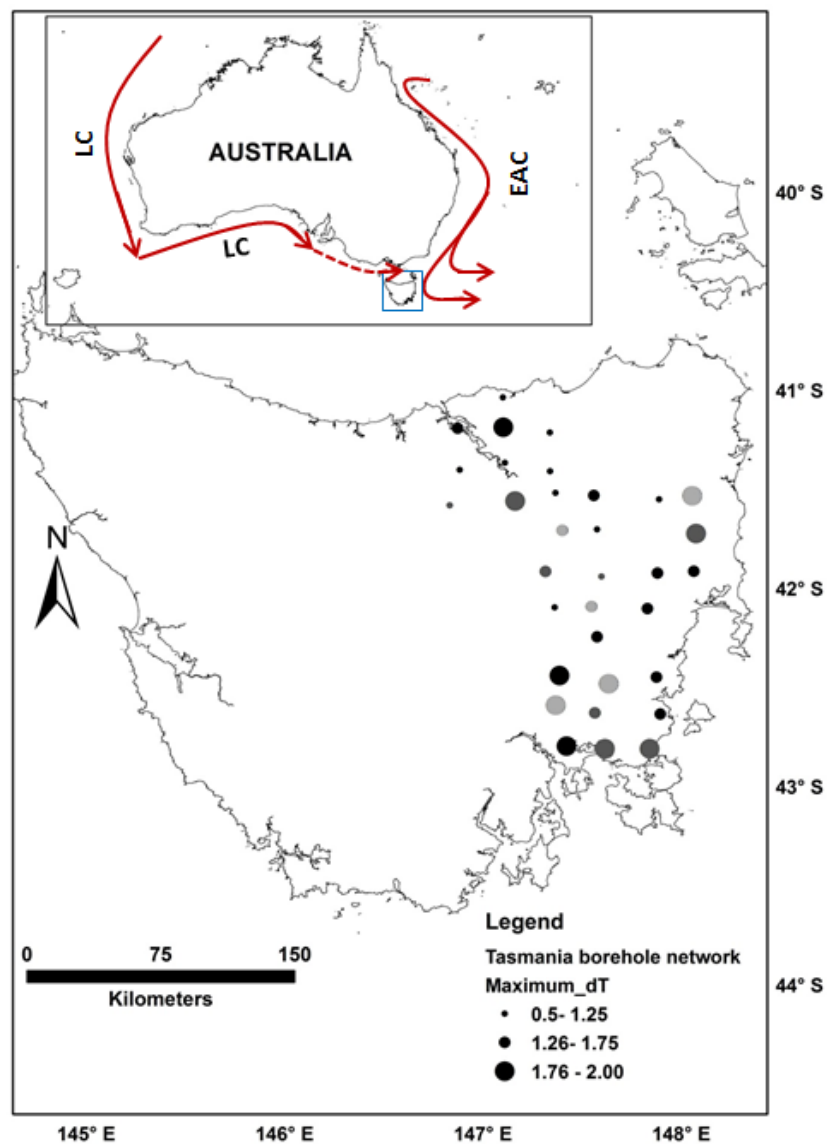 LC
AUSTRALIA
EAC
LC
40° S
41° S
N
42° S
43° S
Legend
0 75 150
Kilometers
Tasmania borehole network
Maximum_dT
44° S
0.5- 1.25
1.26- 1.75
1.76 - 2.00
145° E 146° E 147° E 148° E